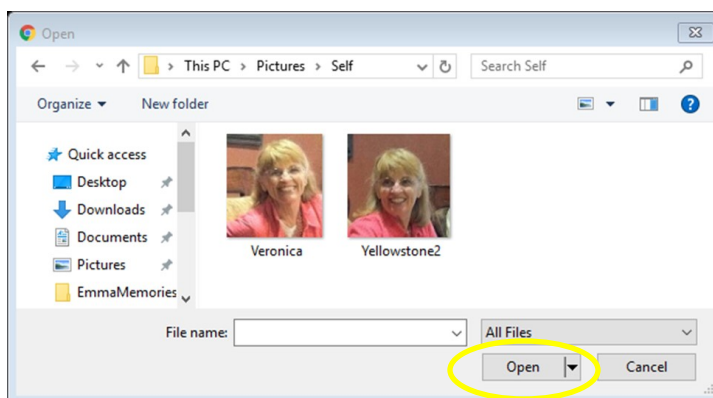 Open
This PC > Pictures > Self
Search Self
Organize
New folder
Quick access
Desktop
Downloads
Documents
Pictures
EmmaMemories
Veronica
Yellowstone2
File name:
All Files
Open
Cancel